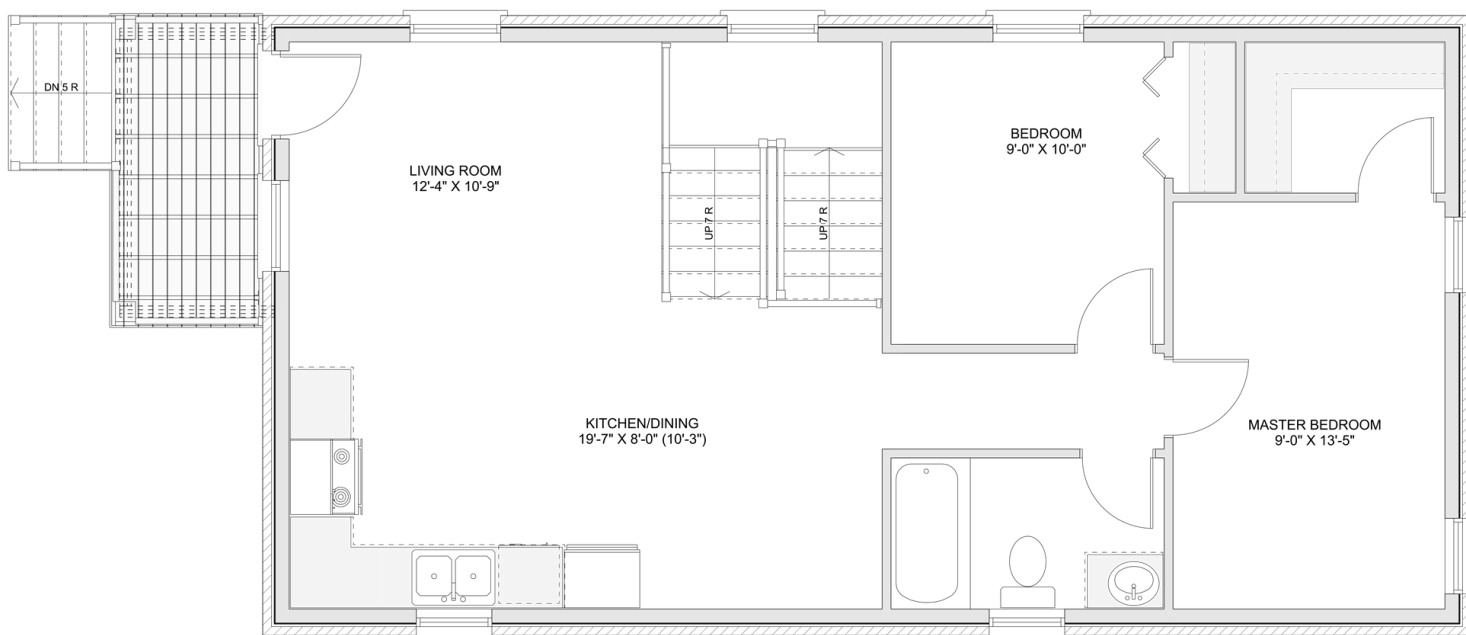 DN 5 R
LIVING ROOM
12'-4" X 10'-9"
UP 7 R
UP 7 R
BEDROOM
9'-0" X 10'-0"
KITCHEN/DINING
19'-7" X 8'-0" (10'-3")
MASTER BEDROOM
9'-0" X 13'-5"